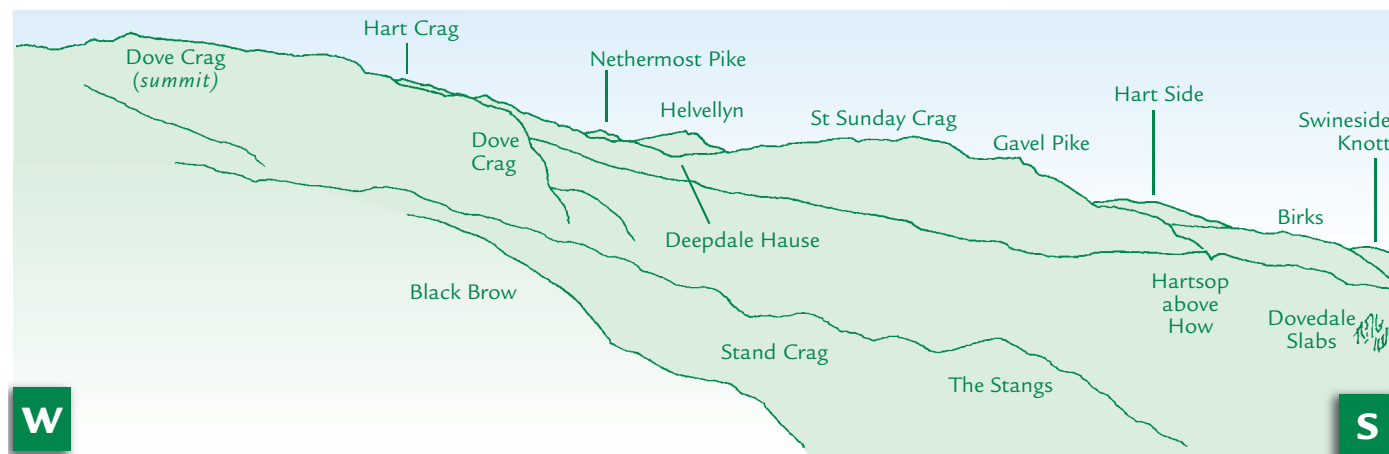 Hart Crag
Dove Crag
(summit)
Nethermost Pike
Helvellyn
St Sunday Crag
Hart Side
Swineside
Knott
Gavel Pike
Dove
Crag
Birks
Deepdale Hause
Black Brow
Hartsop
above
How
Dovedale
Slabs
Stand Crag
The Stangs
W
S